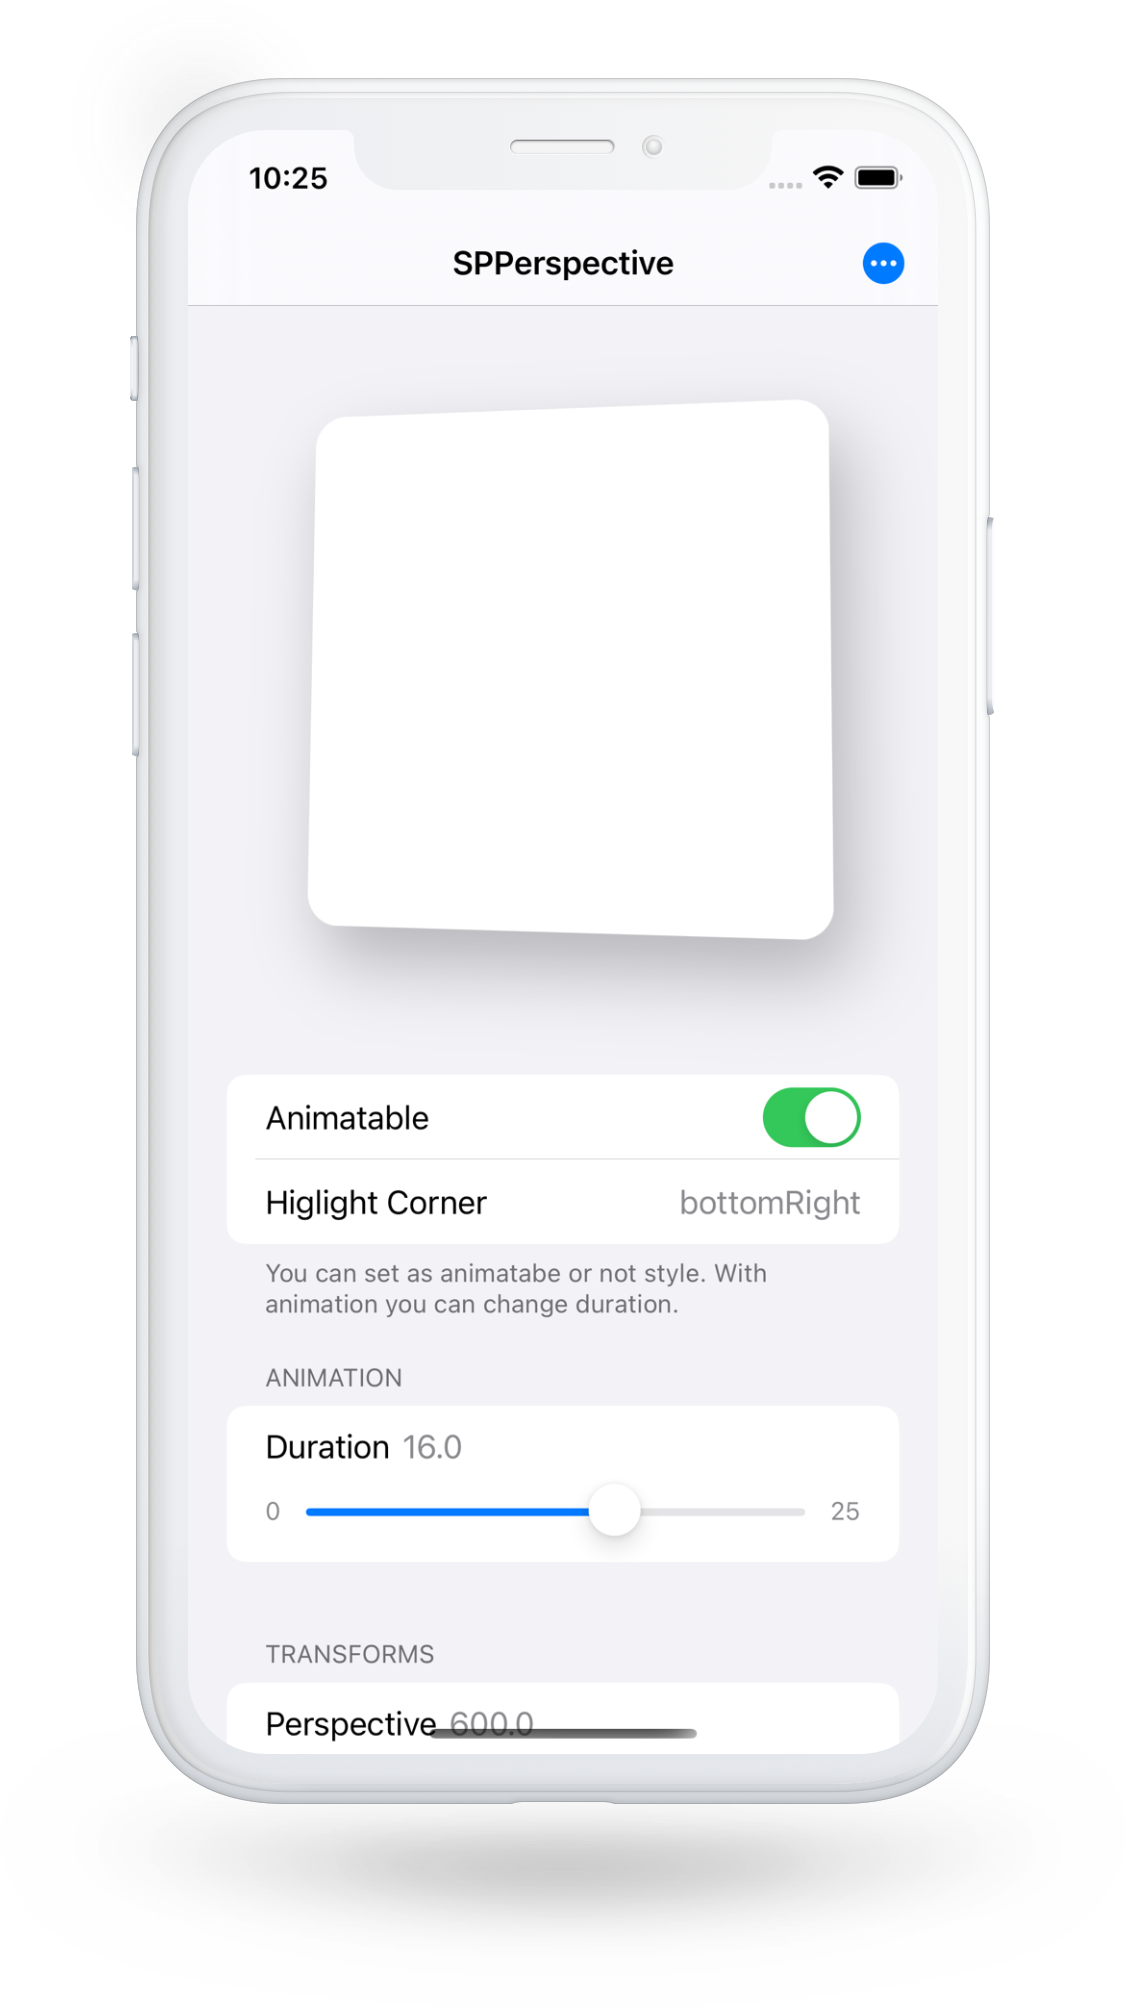 10:25
SPPerspective
Animatable
Higlight Corner bottomRight
You can set as animatabe or not style. With
animation you can change duration.
ANIMATION
Duration 16.0
0 25
TRANSFORMS
Perspective 600.0